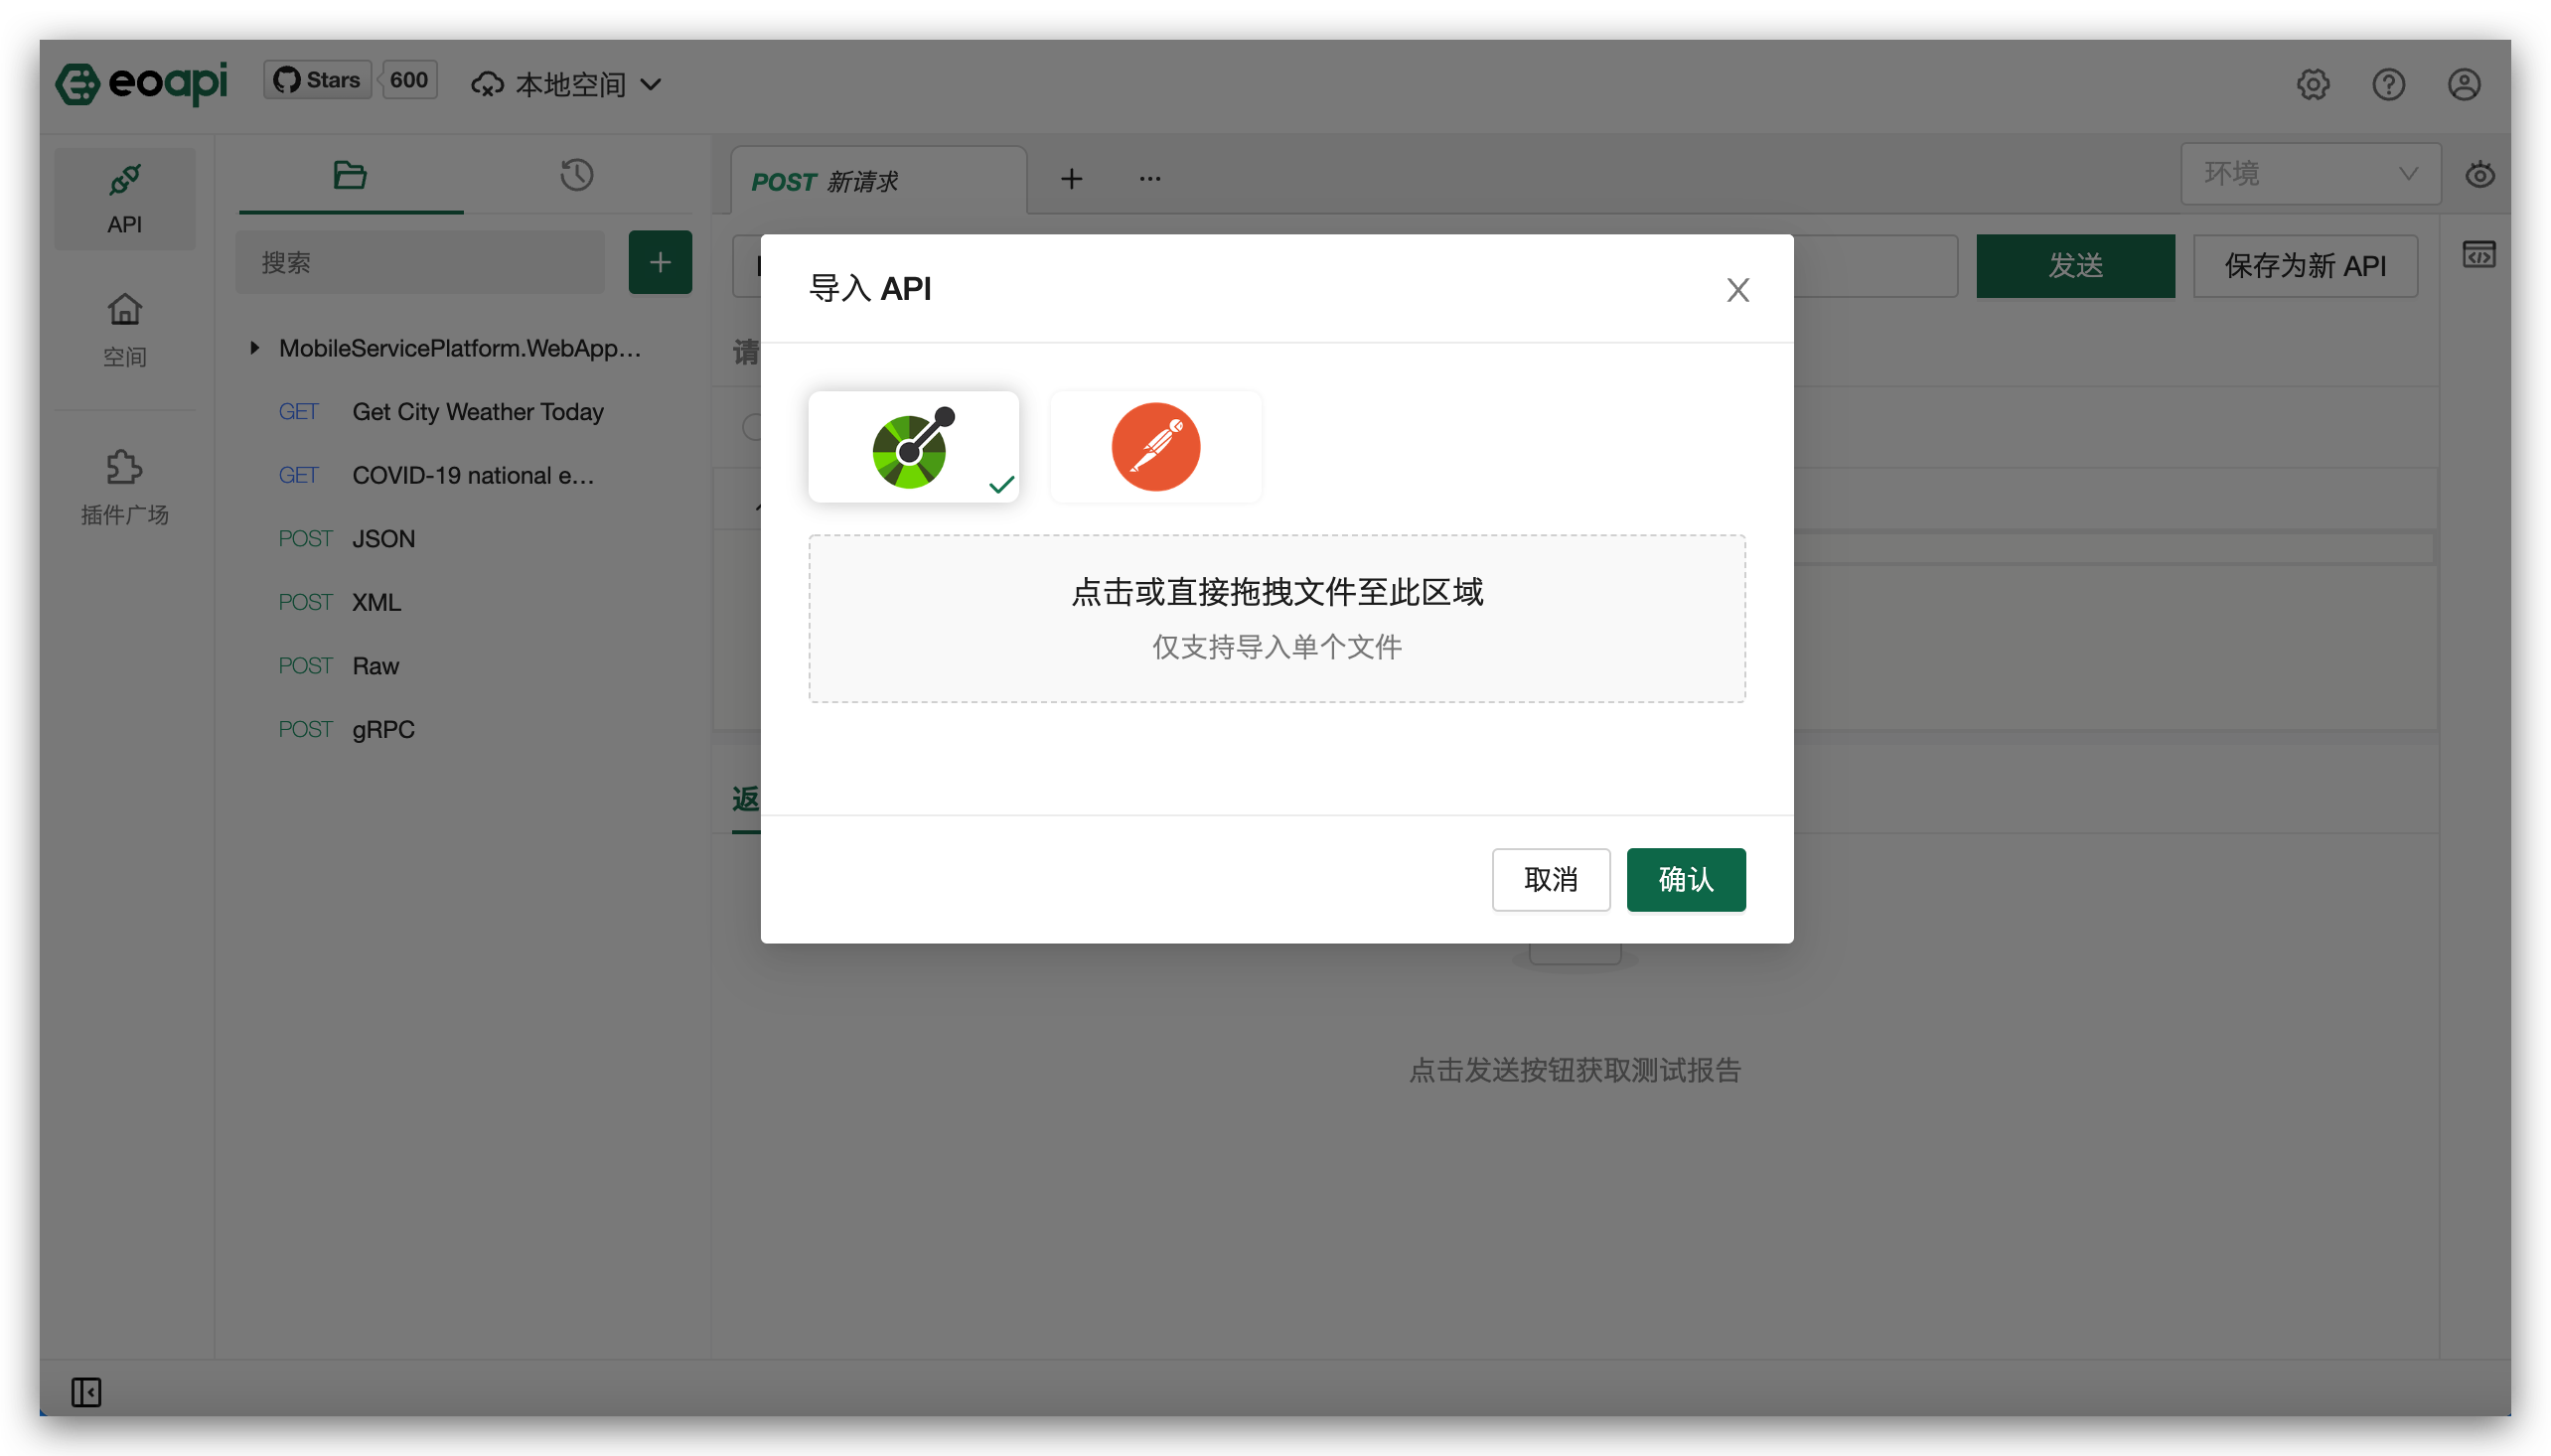 eoapi
Stars 600
本地空间
API
空间
插件广场
搜索
MobileServicePlatform.WebApp...
GET Get City Weather Today
GET COVID-19 national e...
POST JSON
POST XML
POST Raw
POST gRPC
POST 新请求
环境
发送
保存为新 API
请
导入 API
点击或直接拖拽文件至此区域
仅支持导入单个文件
取消
确认
返
点击发送按钮获取测试报告